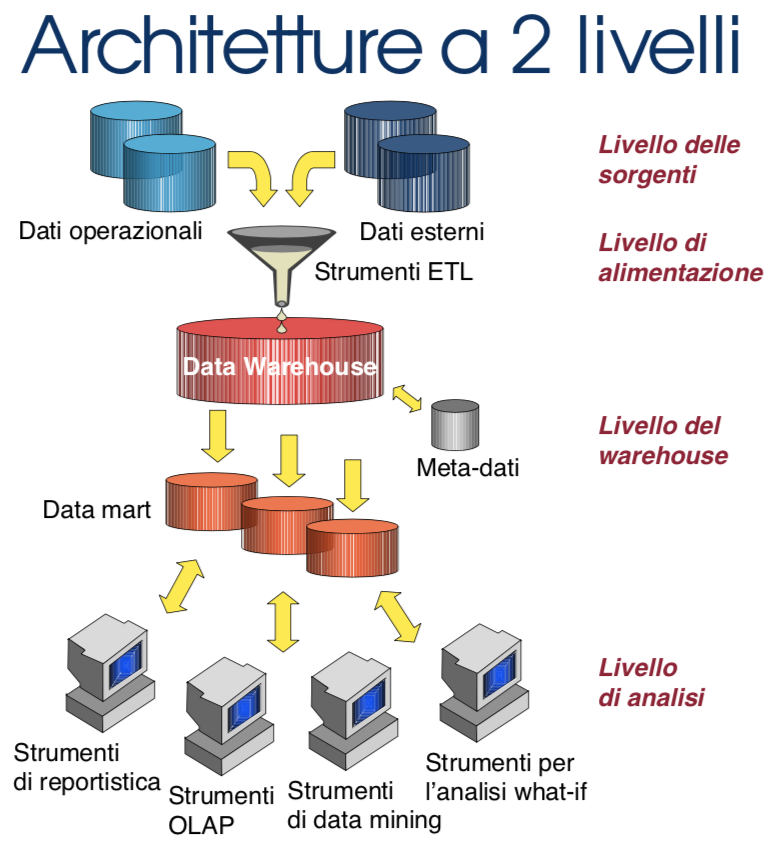 Architetture a 2 livelli
Livello delle
sorgenti
Dati operazionali
Dati esterni
Livello di
alimentazione
Strumenti ETL
Data Warehouse
Livello del
warehouse
Meta-dati
Data mart
Livello
di analisi
Strumenti
di reportistica
Strumenti
OLAP
Strumenti
di data mining
Strumenti per
l'analisi what-if